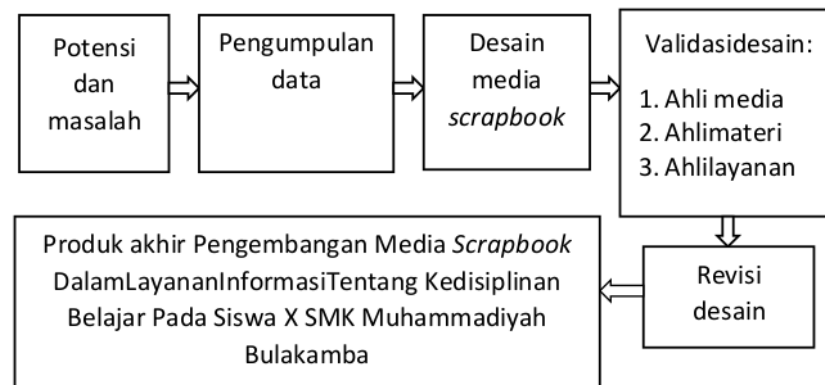 Potensi
dan
masalah
Pengumpulan
data
Desain
media
scrapbook
Validasidesain:
1. Ahli media
2. Ahlimateri
3. Ahlilayanan
Revisi
desain
Produk akhir Pengembangan Media Scrapbook
DalamLayananInformasiTentang Kedisiplinan
Belajar Pada Siswa X SMK Muhammadiyah
Bulakamba